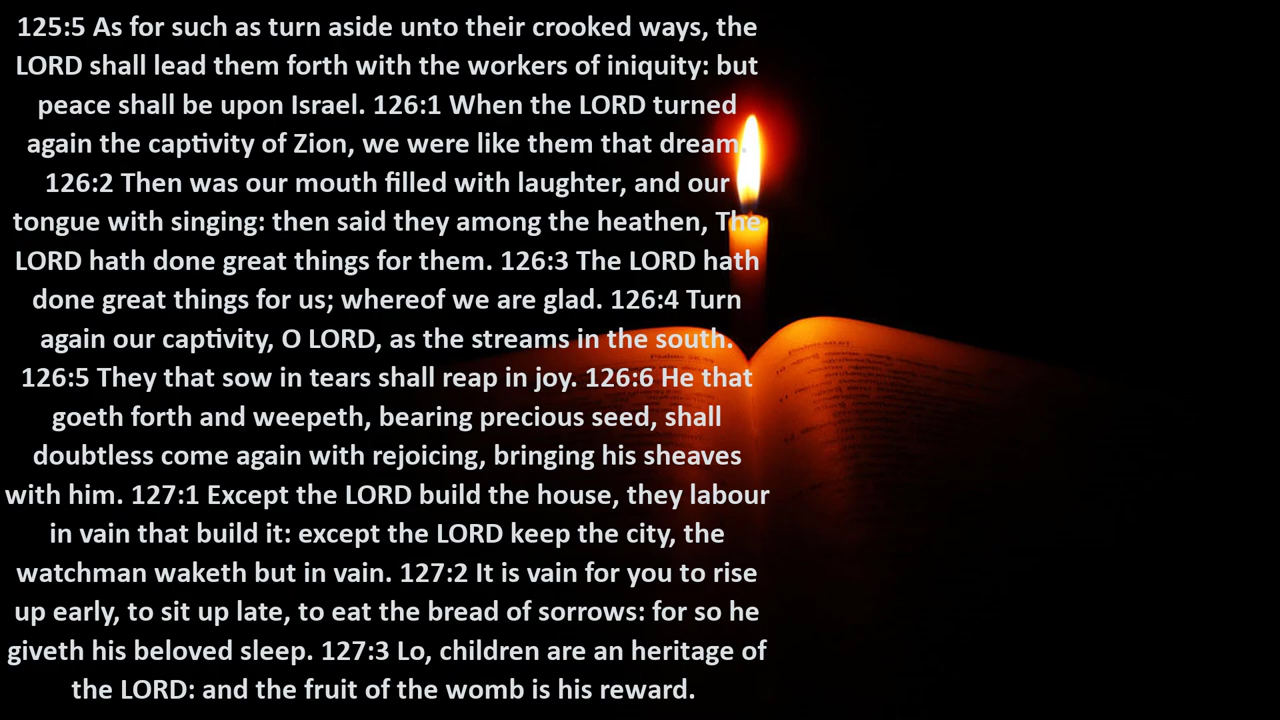 125:5 As for such as turn aside unto their crooked ways, the
LORD shall lead them forth with the workers of iniquity: but
peace shall be upon Israel. 126:1 When the LORD turned
again the captivity of Zion, we were like them that dream.
126:2 Then was our mouth filled with laughter, and our
tongue with singing: then said they among the heathen, The
LORD hath done great things for them. 126:3 The LORD hath
done great things for us; whereof we are glad. 126:4 Turn
again our captivity, O LORD, as the streams in the south.
126:5 They that sow in tears shall reap in joy. 126:6 He that
goeth forth and weepeth, bearing precious seed, shall
doubtless come again with rejoicing, bringing his sheaves
with him. 127:1 Except the LORD build the house, they labour
in vain that build it: except the LORD keep the city, the
watchman waketh but in vain. 127:2 It is vain for you to rise
up early, to sit up late, to eat the bread of sorrows: for so he
giveth his beloved sleep. 127:3 Lo, children are an heritage of
the LORD: and the fruit of the womb is his reward.